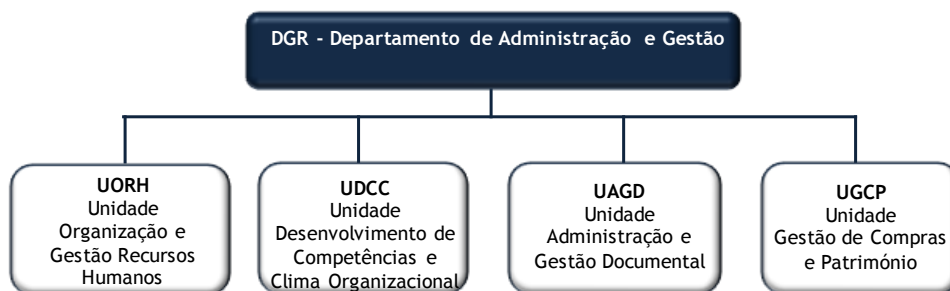 DGR - Departamento de Administração e Gestão
UORH
Unidade
Organização e
Gestão Recursos
Humanos
UDCC
Unidade
Desenvolvimento de
Competências e
Clima Organizacional
UAGD
Unidade
Administração e
Gestão Documental
UGCP
Unidade
Gestão de Compras
e Património